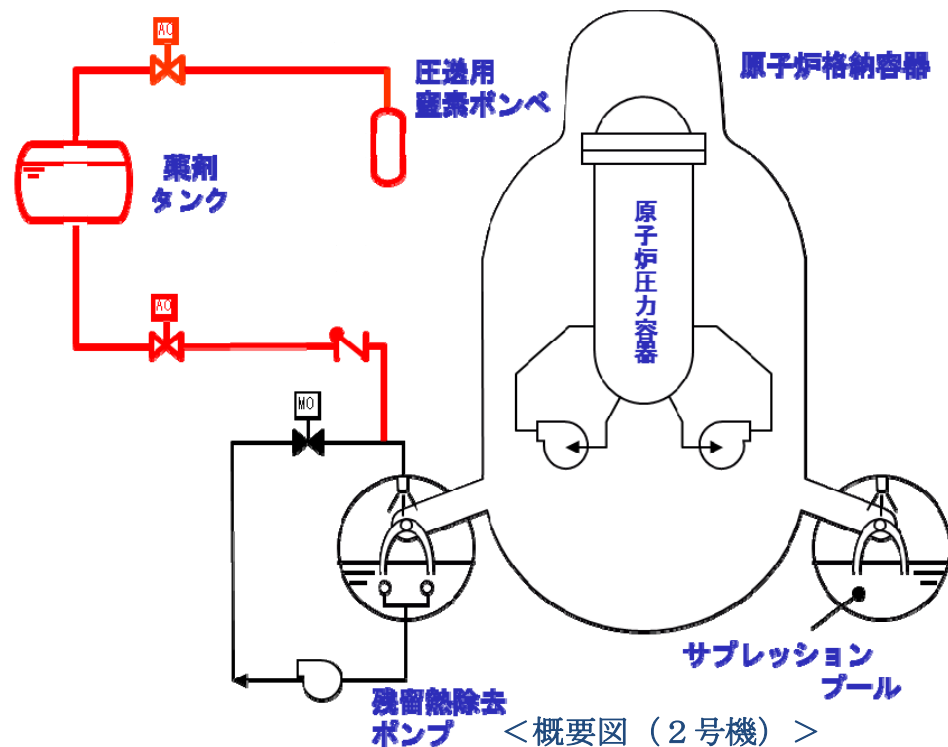 MO
圧送用
窒素ボンベ
原子炉格納容器
薬剤
タンク
原子炉圧力容器
AO
MO
サプレッション
プール
残留熱除去
ポンプ
<概要図(2号機)>